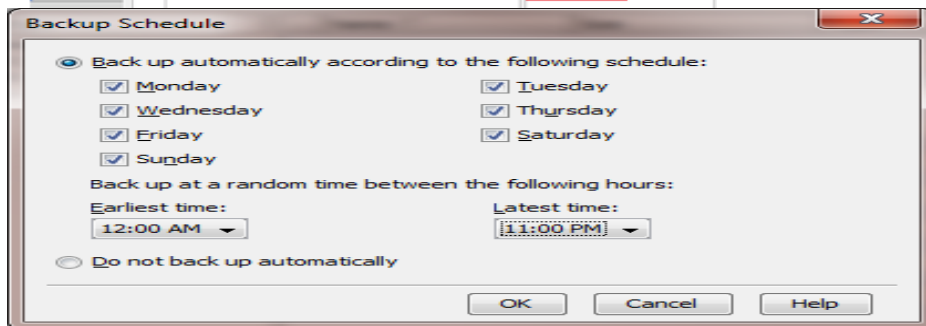 Backup Schedule
Back up automatically according to the following schedule:
Monday Tuesday
Wednesday Thursday
Friday Saturday
Sunday
Back up at a random time between the following hours:
Earliest time: Latest time:
12:00 AM 11:00 PM
Do not back up automatically
OK Cancel Help